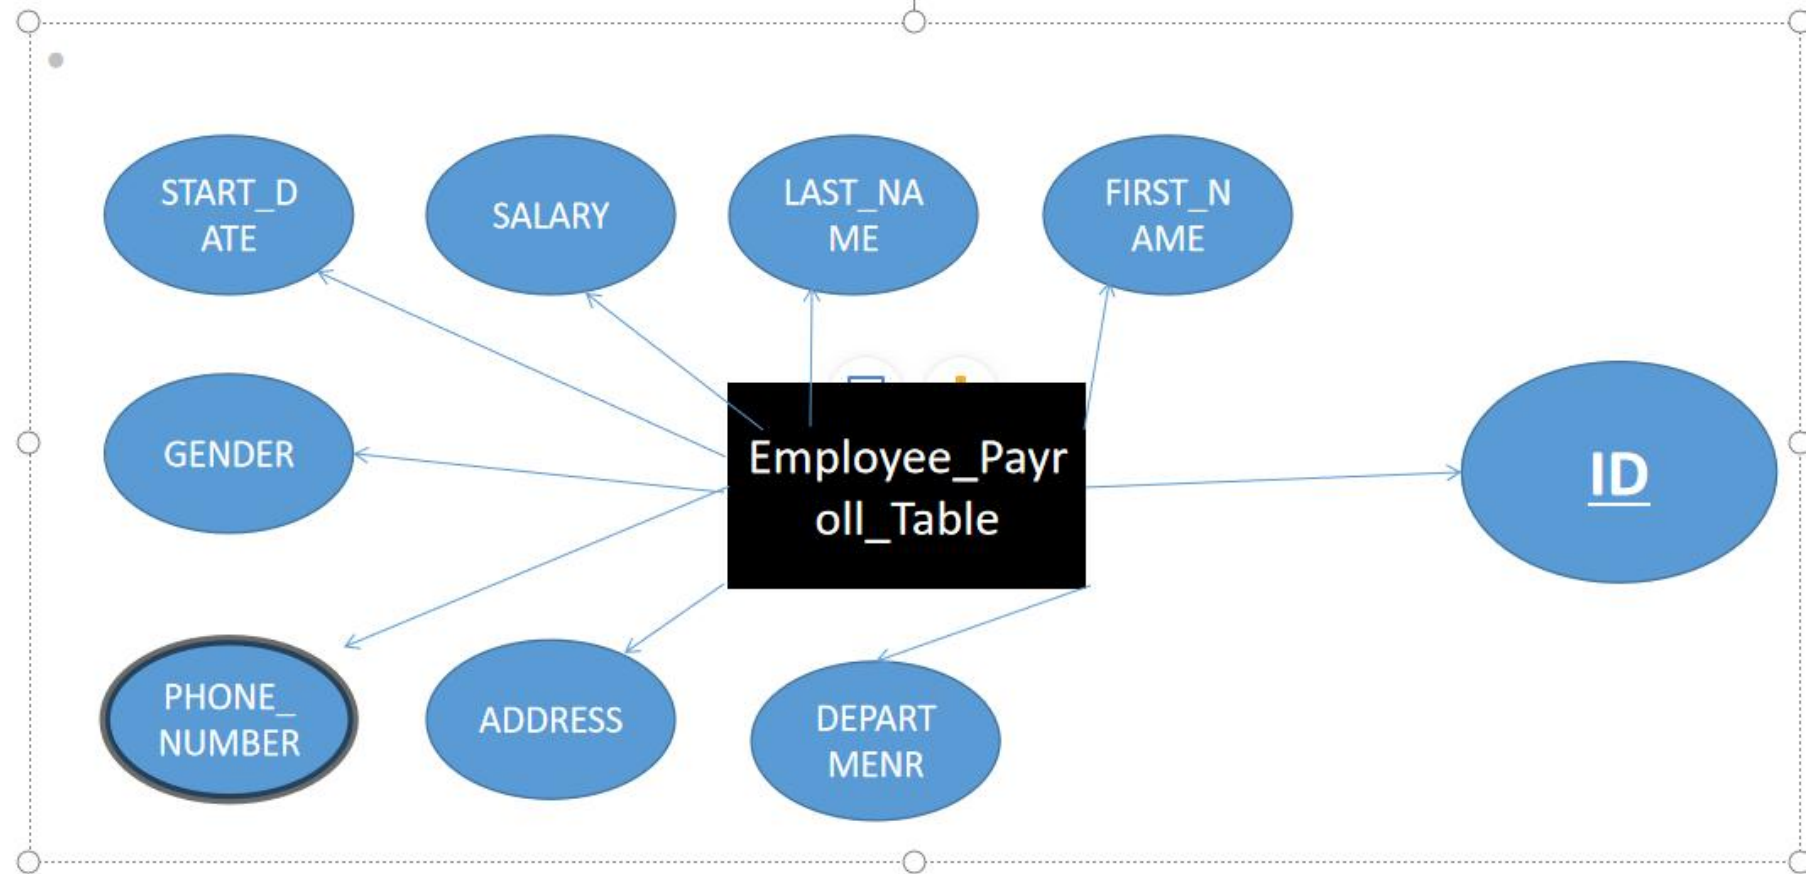 START_D
ATE
SALARY
LAST_NA
ME
FIRST_N
AME
GENDER
Employee_Payr
oll_Table
ID
PHONE_
NUMBER
ADDRESS
DEPART
MENR